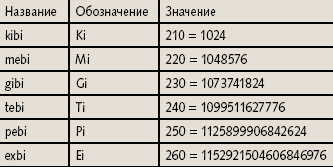 Название Обозначение Значение
kibi Ki 210 = 1024
mebi Mi 220 = 1048576
gibi Gi 230 = 1073741824
tebi Ti 240 = 1099511627776
pebi Pi 250 = 1125899906842624
exbi Ei 260 = 1152921504606846976